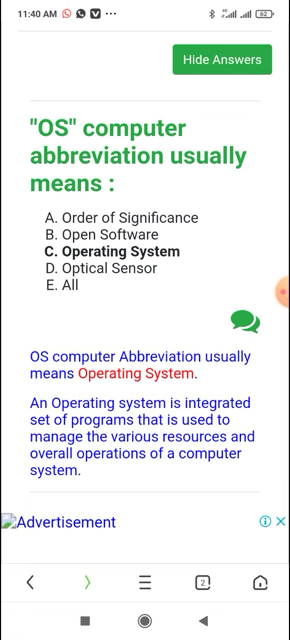 11:40 AM
4G
62
Hide Answers
"OS" computer
abbreviation usually
means :
A. Order of Significance
B. Open Software
C. Operating System
D. Optical Sensor
E. All
OS computer Abbreviation usually
means Operating System.
An Operating system is integrated
set of programs that is used to
manage the various resources and
overall operations of a computer
system.
Advertisement
2